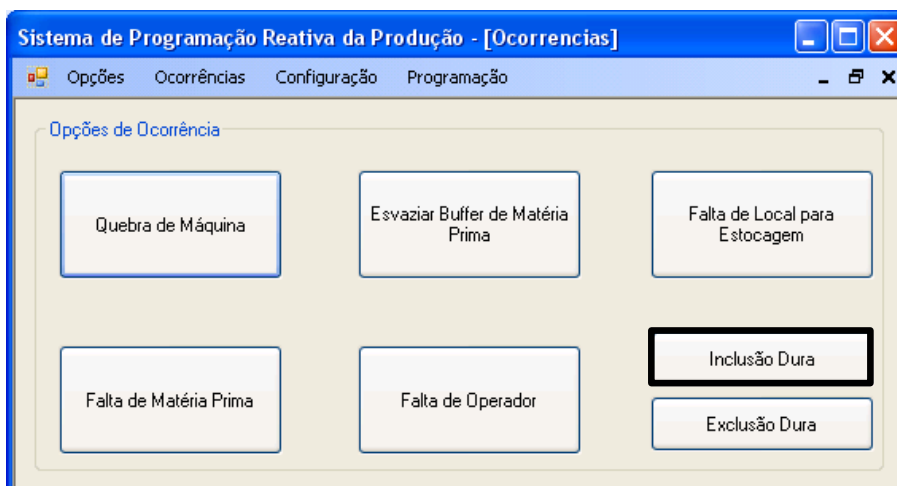 Sistema de Programação Reativa da Produção - [Ocorrencias]
Opções Ocorrências Configuração Programação
Opções de Ocorrência
Quebra de Máquina
Esvaziar Buffer de Matéria
Prima
Falta de Local para
Estocagem
Falta de Matéria Prima
Falta de Operador
Inclusão Dura
Exclusão Dura